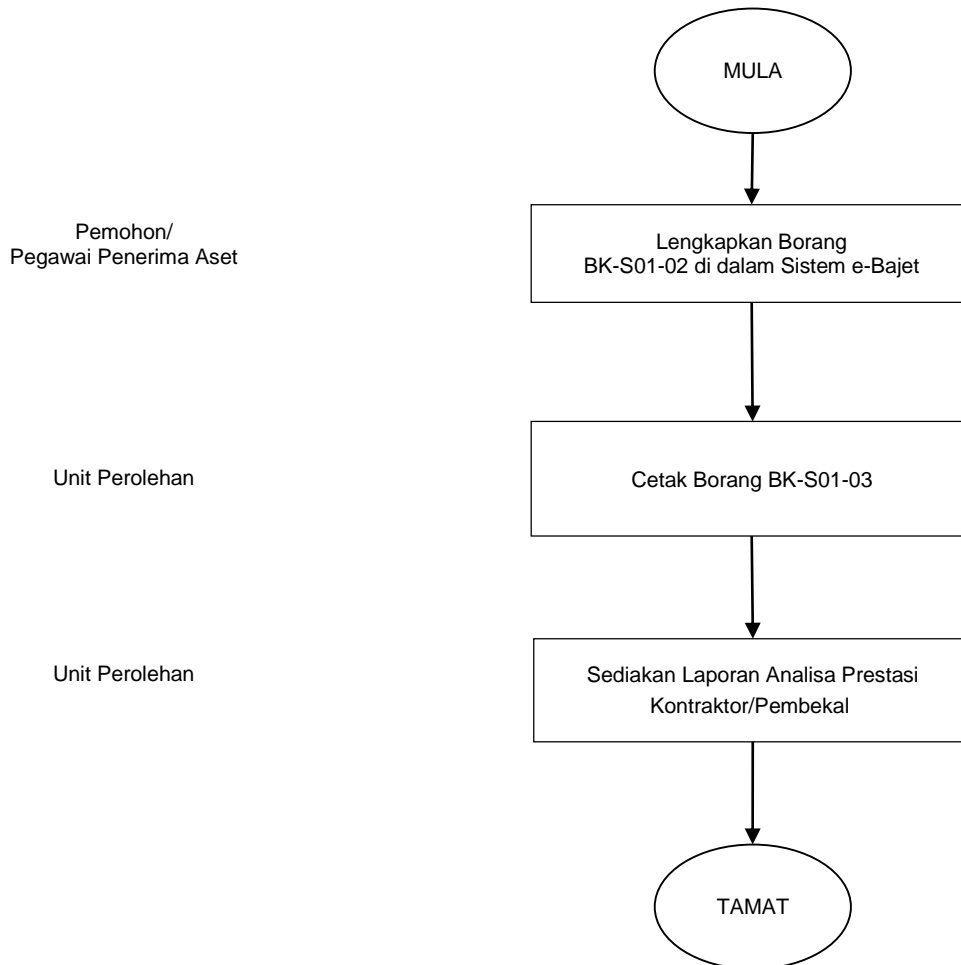 MULA
Pemohon/
Pegawai Penerima Aset
Lengkapkan Borang
BK-S01-02 di dalam Sistem e-Bajet
Unit Perolehan
Cetak Borang BK-S01-03
Unit Perolehan
Sediakan Laporan Analisa Prestasi
Kontraktor/Pembekal
TAMAT